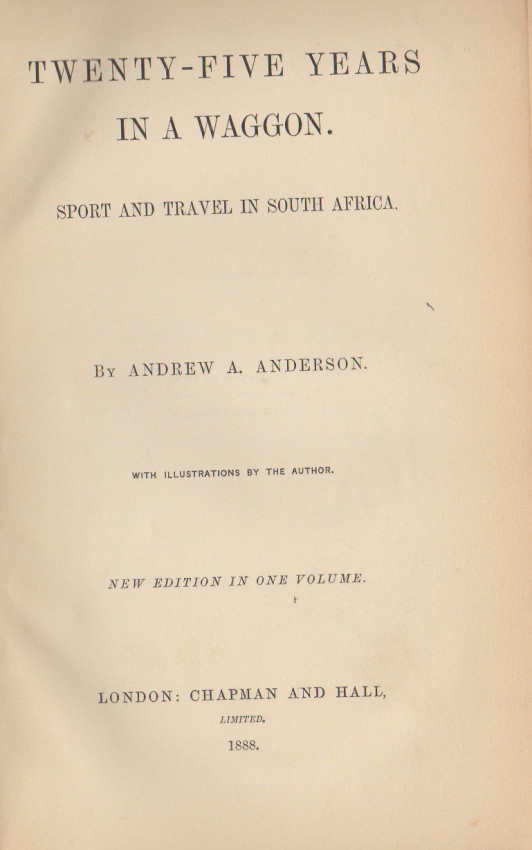 TWENTY-FIVE YEARS
IN A WAGGON.
SPORT AND TRAVEL IN SOUTH AFRICA.
BY ANDREW A. ANDERSON.
WITH ILLUSTRATIONS BY THE AUTHOR.
NEW EDITION IN ONE VOLUME.
LONDON: CHAPMAN AND HALL,
LIMITED.
1888.